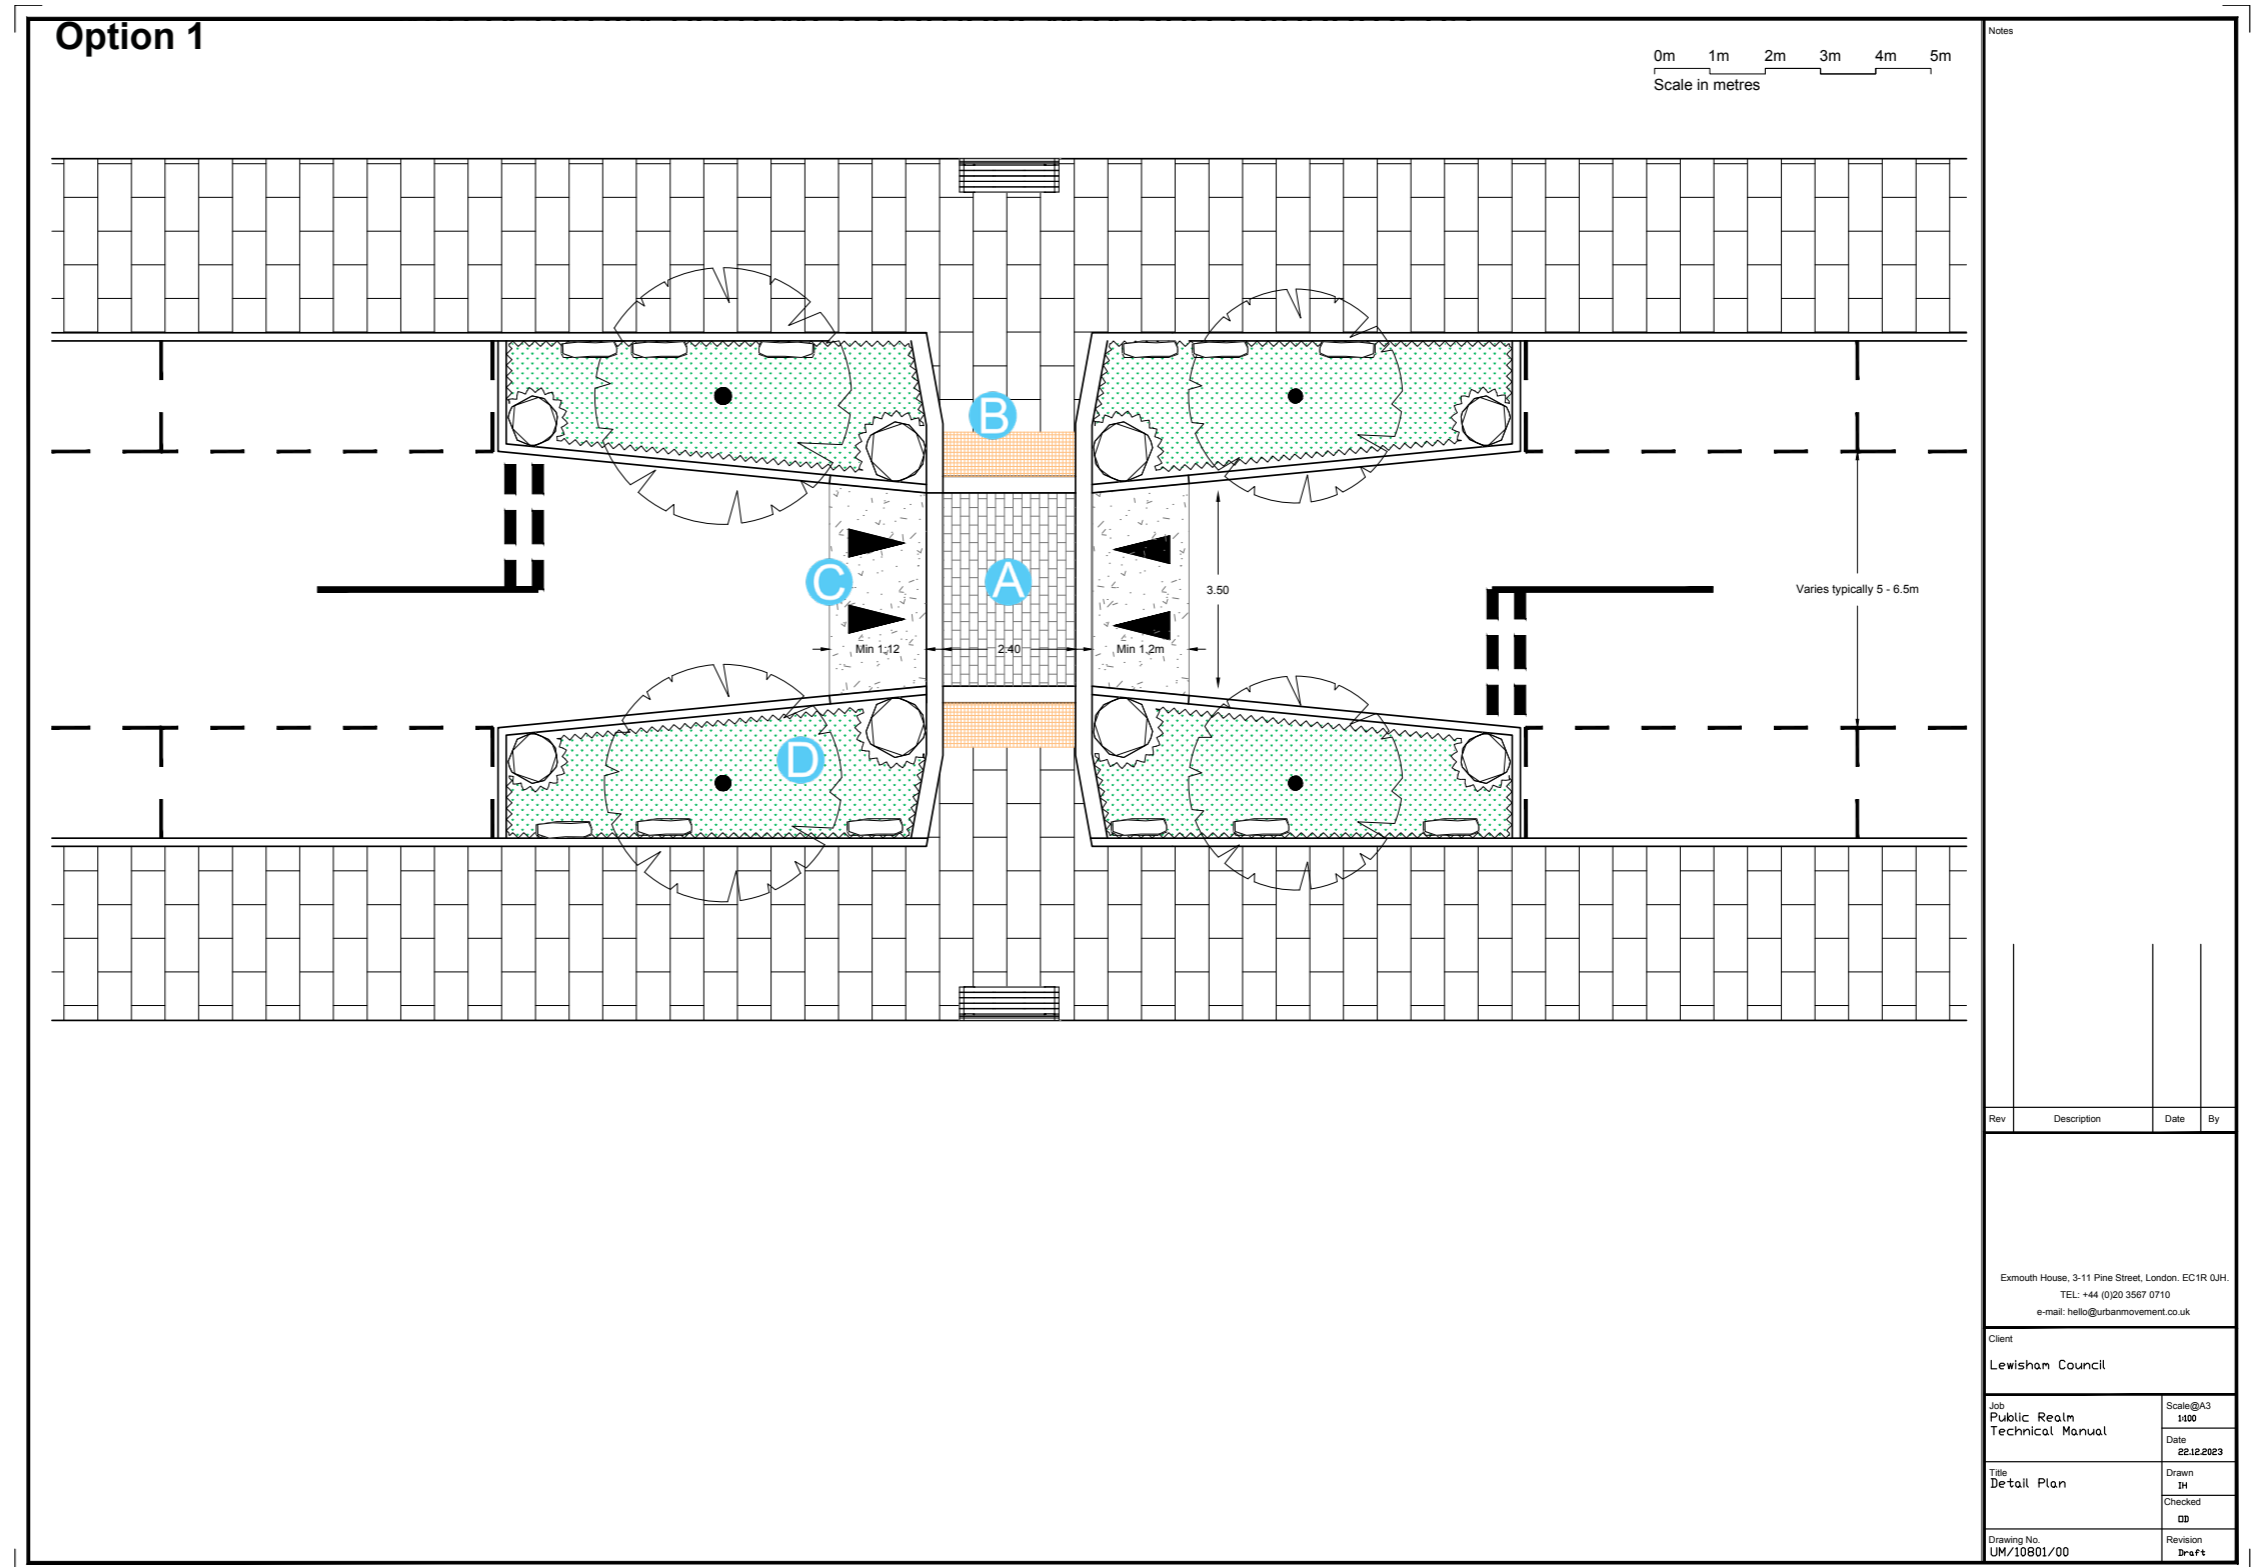 Option 1
0m 1m 2m 3m 4m 5m
Scale in metres
Notes
B
C
A
3.50
Varies typically 5 - 6.5m
Min 1:12
2.40
Min 1.2m
D
Rev Description Date By
Exmouth House, 3-11 Pine Street, London. EC1R 0JH.
TEL: +44 (0)20 3567 0710
e-mail: hello@urbanmovement.co.uk
Client
Lewisham Council
Job
Public Realm
Technical Manual
Scale@A3
1:100
Date
22.12.2023
Title
Detail Plan
Drawn
IH
Checked
OD
Drawing No.
UM/10801/00
Revision
Draft